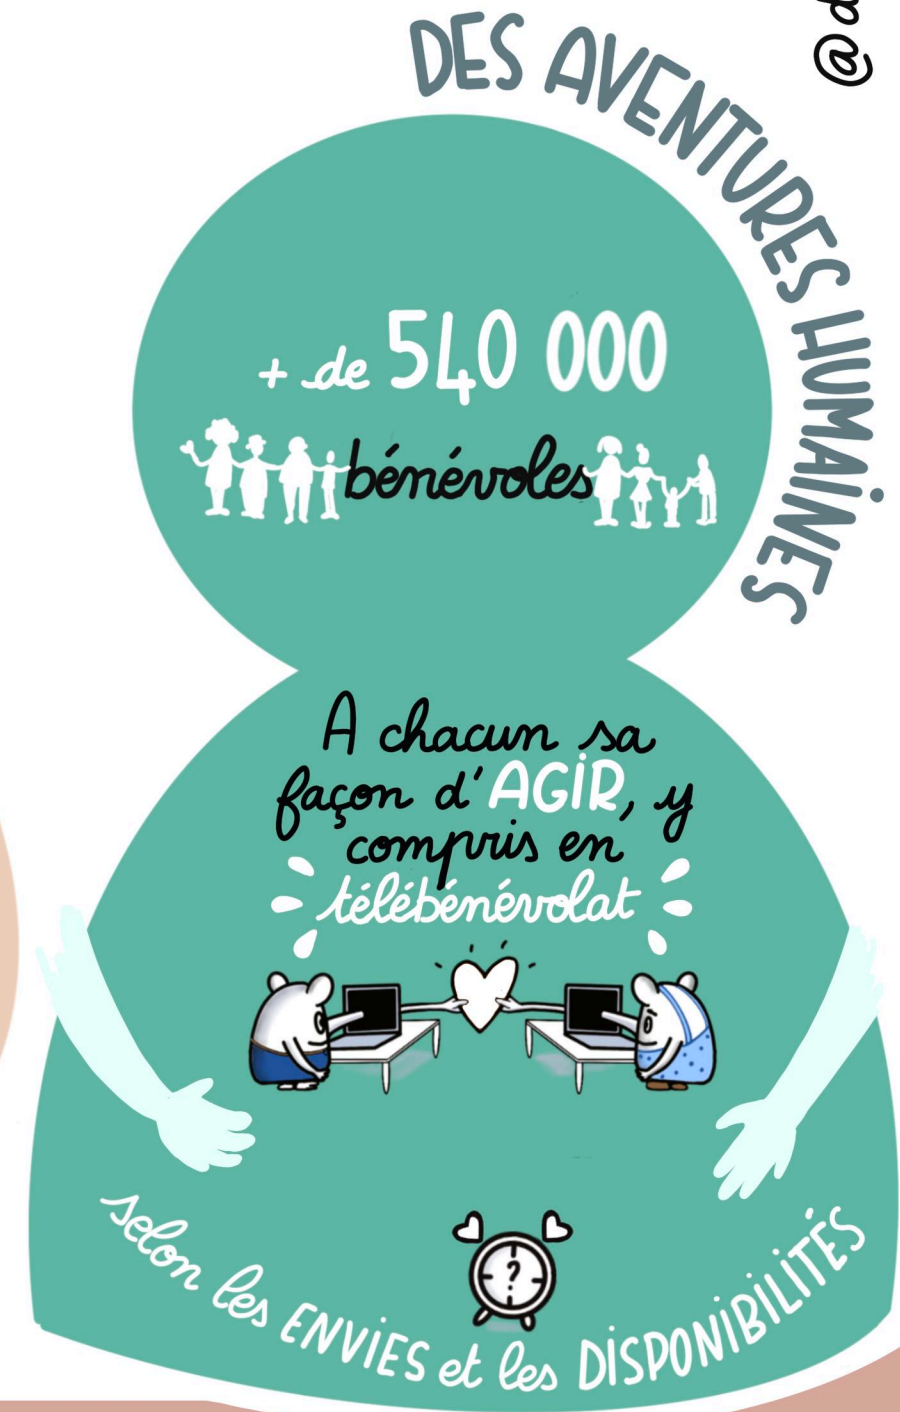 DES AVENTURES HUMAINES
+ de 540 000
bénévoles
A chacun sa
façon d'AGIR, y
compris en
télébénévolat
?
selon les ENVIES et les DISPONIBILITÉS